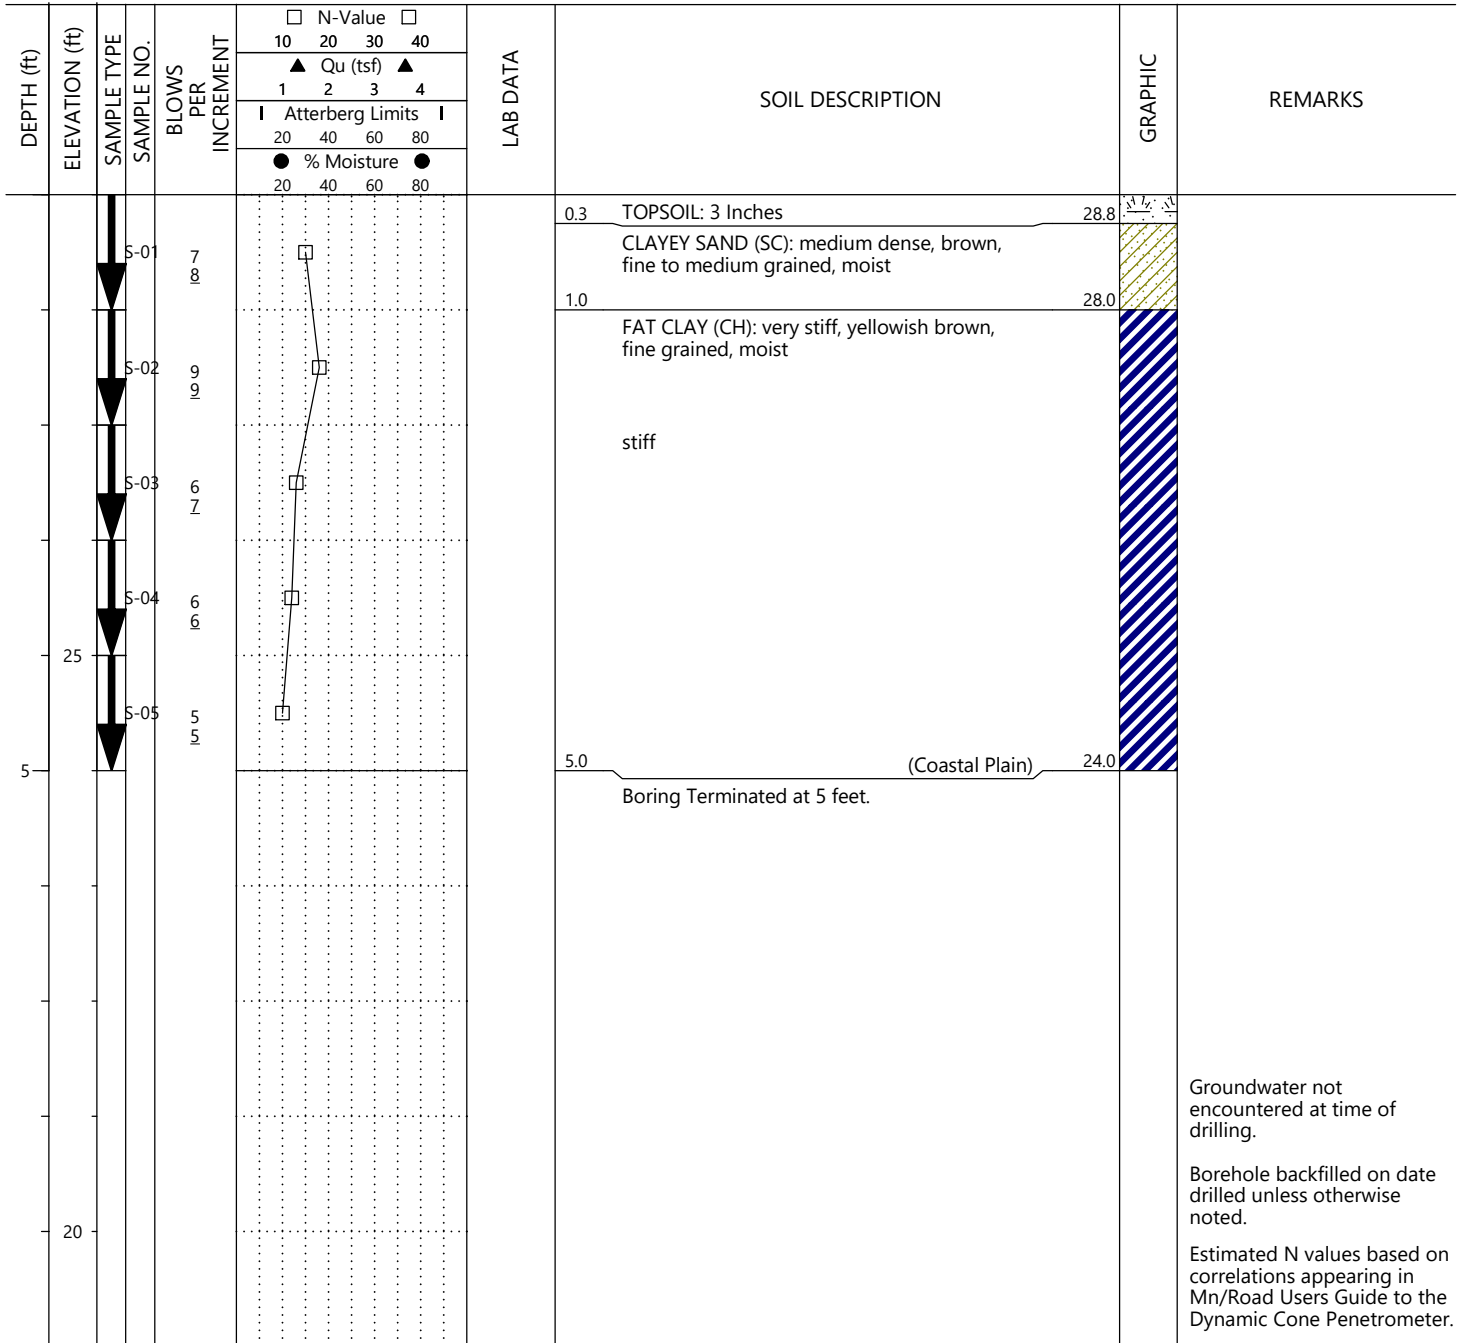 DEPTH (ft)
ELEVATION (ft)
SAMPLE TYPE
SAMPLE NO.
BLOWS
PER
INCREMENT
N-Value
10 20 30 40
Qu (tsf)
1 2 3 4
Atterberg Limits
20 40 60 80
% Moisture
20 40 60 80
LAB DATA
SOIL DESCRIPTION
GRAPHIC
REMARKS
0.3 TOPSOIL: 3 Inches 28.8
CLAYEY SAND (SC): medium dense, brown,
fine to medium grained, moist
S-01 7
8
1.0 28.0
FAT CLAY (CH): very stiff, yellowish brown,
fine grained, moist
S-02 9
9
stiff
S-03 6
7
S-04 6
6
25
S-05 5
5
5 5.0 (Coastal Plain) 24.0
Boring Terminated at 5 feet.
Groundwater not
encountered at time of
drilling.
Borehole backfilled on date
drilled unless otherwise
noted.
20
Estimated N values based on
correlations appearing in
Mn/Road Users Guide to the
Dynamic Cone Penetrometer.